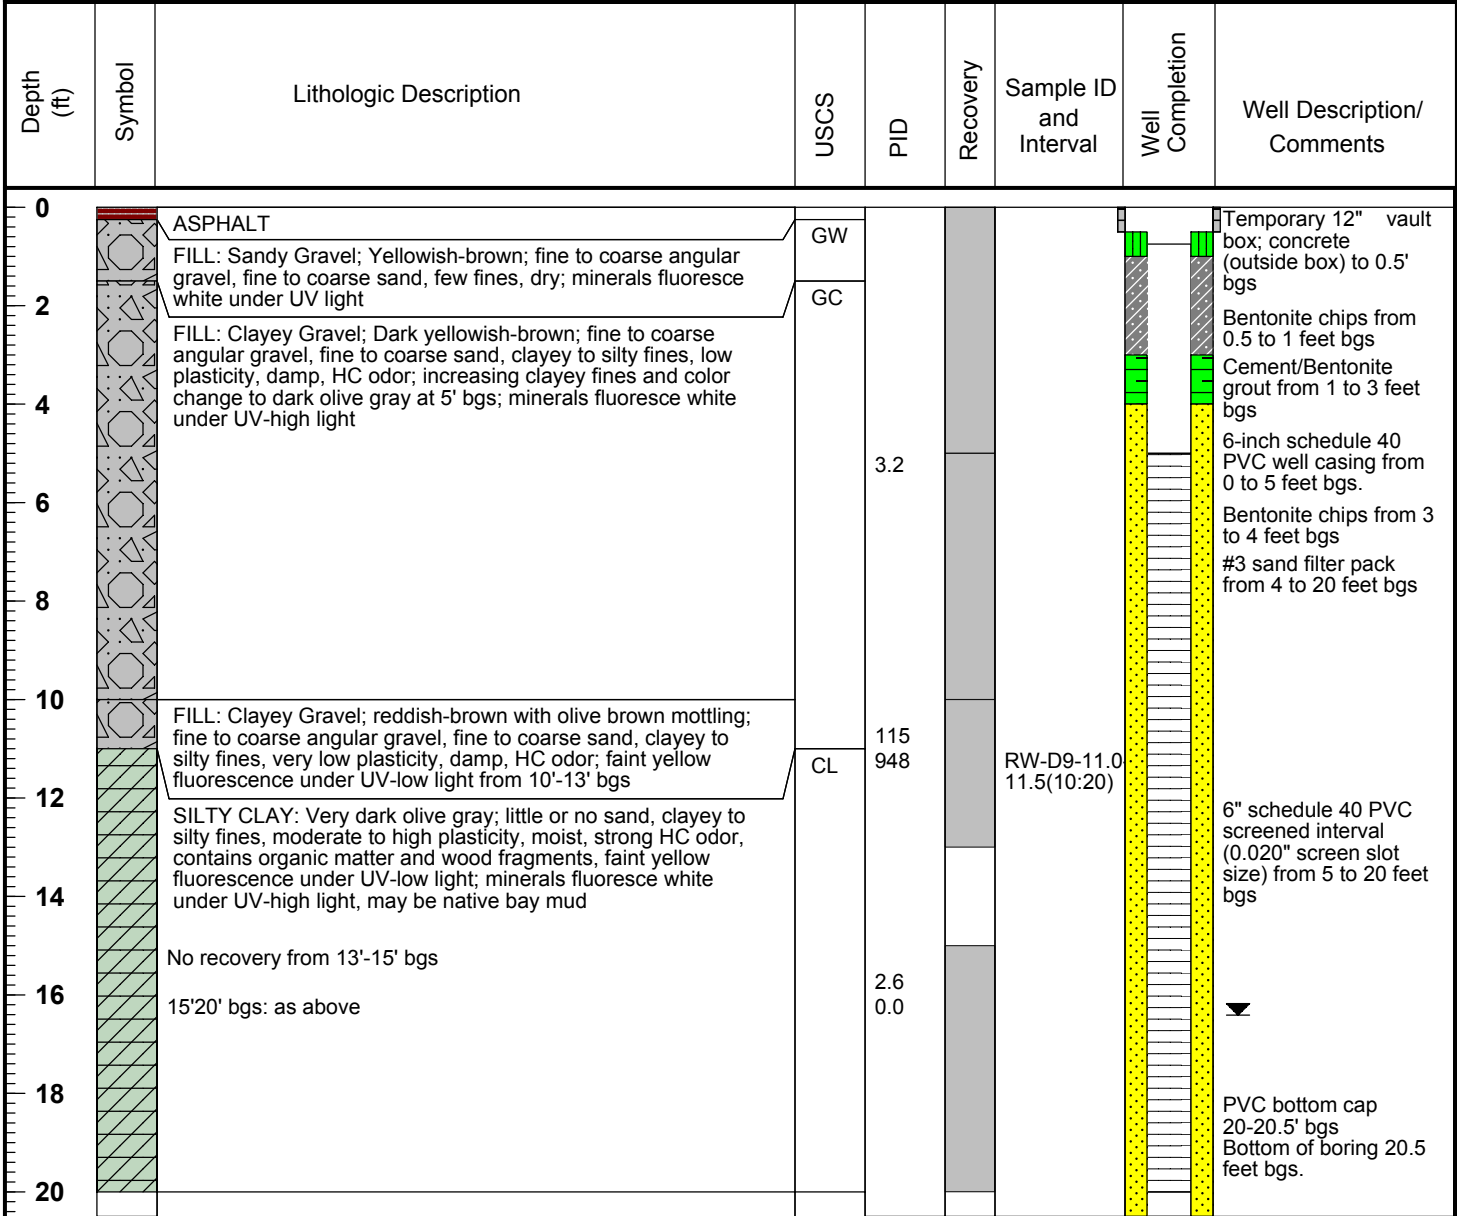 Depth
(ft)
Symbol
Lithologic Description
USCS
PID
Recovery
Sample ID
and
Interval
Well
Completion
Well Description/
Comments
0
2
4
6
8
10
12
14
16
18
20
ASPHALT
FILL: Sandy Gravel; Yellowish-brown; fine to coarse angular
gravel, fine to coarse sand, few fines, dry; minerals fluoresce
white under UV light
FILL: Clayey Gravel; Dark yellowish-brown; fine to coarse
angular gravel, fine to coarse sand, clayey to silty fines, low
plasticity, damp, HC odor; increasing clayey fines and color
change to dark olive gray at 5' bgs; minerals fluoresce white
under UV-high light
FILL: Clayey Gravel; reddish-brown with olive brown mottling;
fine to coarse angular gravel, fine to coarse sand, clayey to
silty fines, very low plasticity, damp, HC odor; faint yellow
fluorescence under UV-low light from 10'-13' bgs
SILTY CLAY: Very dark olive gray; little or no sand, clayey to
silty fines, moderate to high plasticity, moist, strong HC odor,
contains organic matter and wood fragments, faint yellow
fluorescence under UV-low light; minerals fluoresce white
under UV-high light, may be native bay mud
No recovery from 13'-15' bgs
15'20' bgs: as above
GW
GC
CL
3.2
115
948
2.6
0.0
RW-D9-11.0-
11.5(10:20)
Temporary 12" vault
box; concrete
(outside box) to 0.5'
bgs
Bentonite chips from
0.5 to 1 feet bgs
Cement/Bentonite
grout from 1 to 3 feet
bgs
6-inch schedule 40
PVC well casing from
0 to 5 feet bgs.
Bentonite chips from 3
to 4 feet bgs
#3 sand filter pack
from 4 to 20 feet bgs
6" schedule 40 PVC
screened interval
(0.020" screen slot
size) from 5 to 20 feet
bgs
PVC bottom cap
20-20.5' bgs
Bottom of boring 20.5
feet bgs.